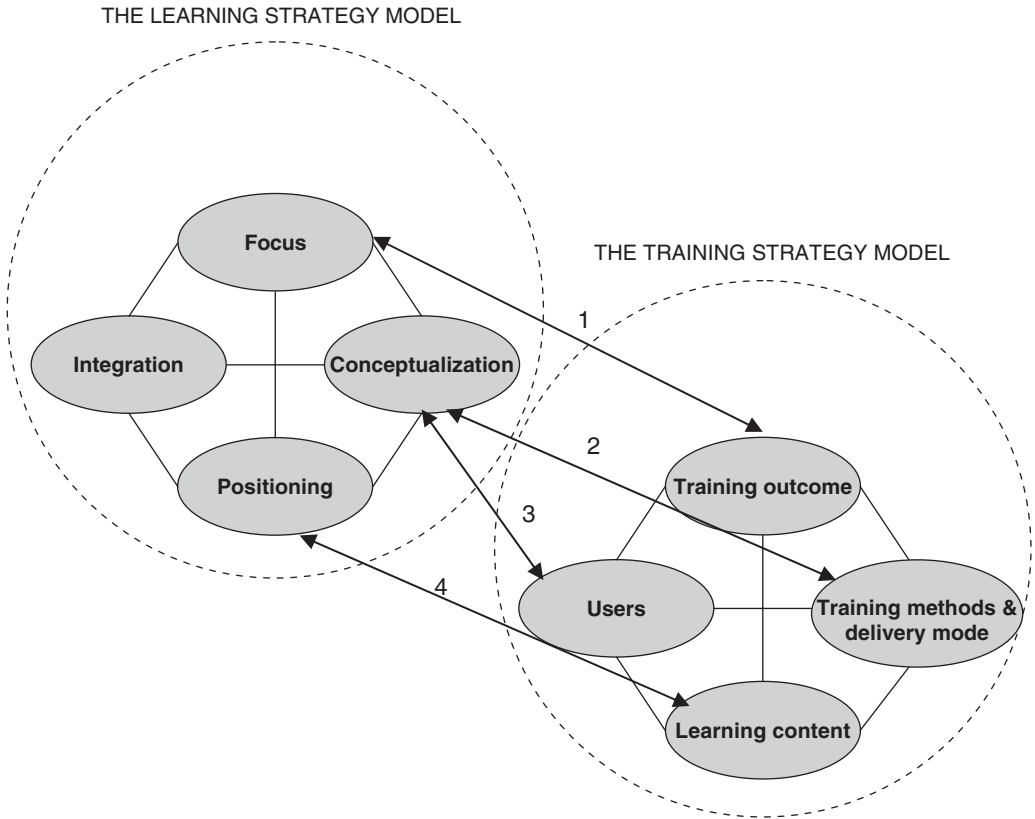 THE LEARNING STRATEGY MODEL
Focus
THE TRAINING STRATEGY MODEL
1
Integration
Conceptualization
2
Positioning
Training outcome
3
4
Users
Training methods &
delivery mode
Learning content